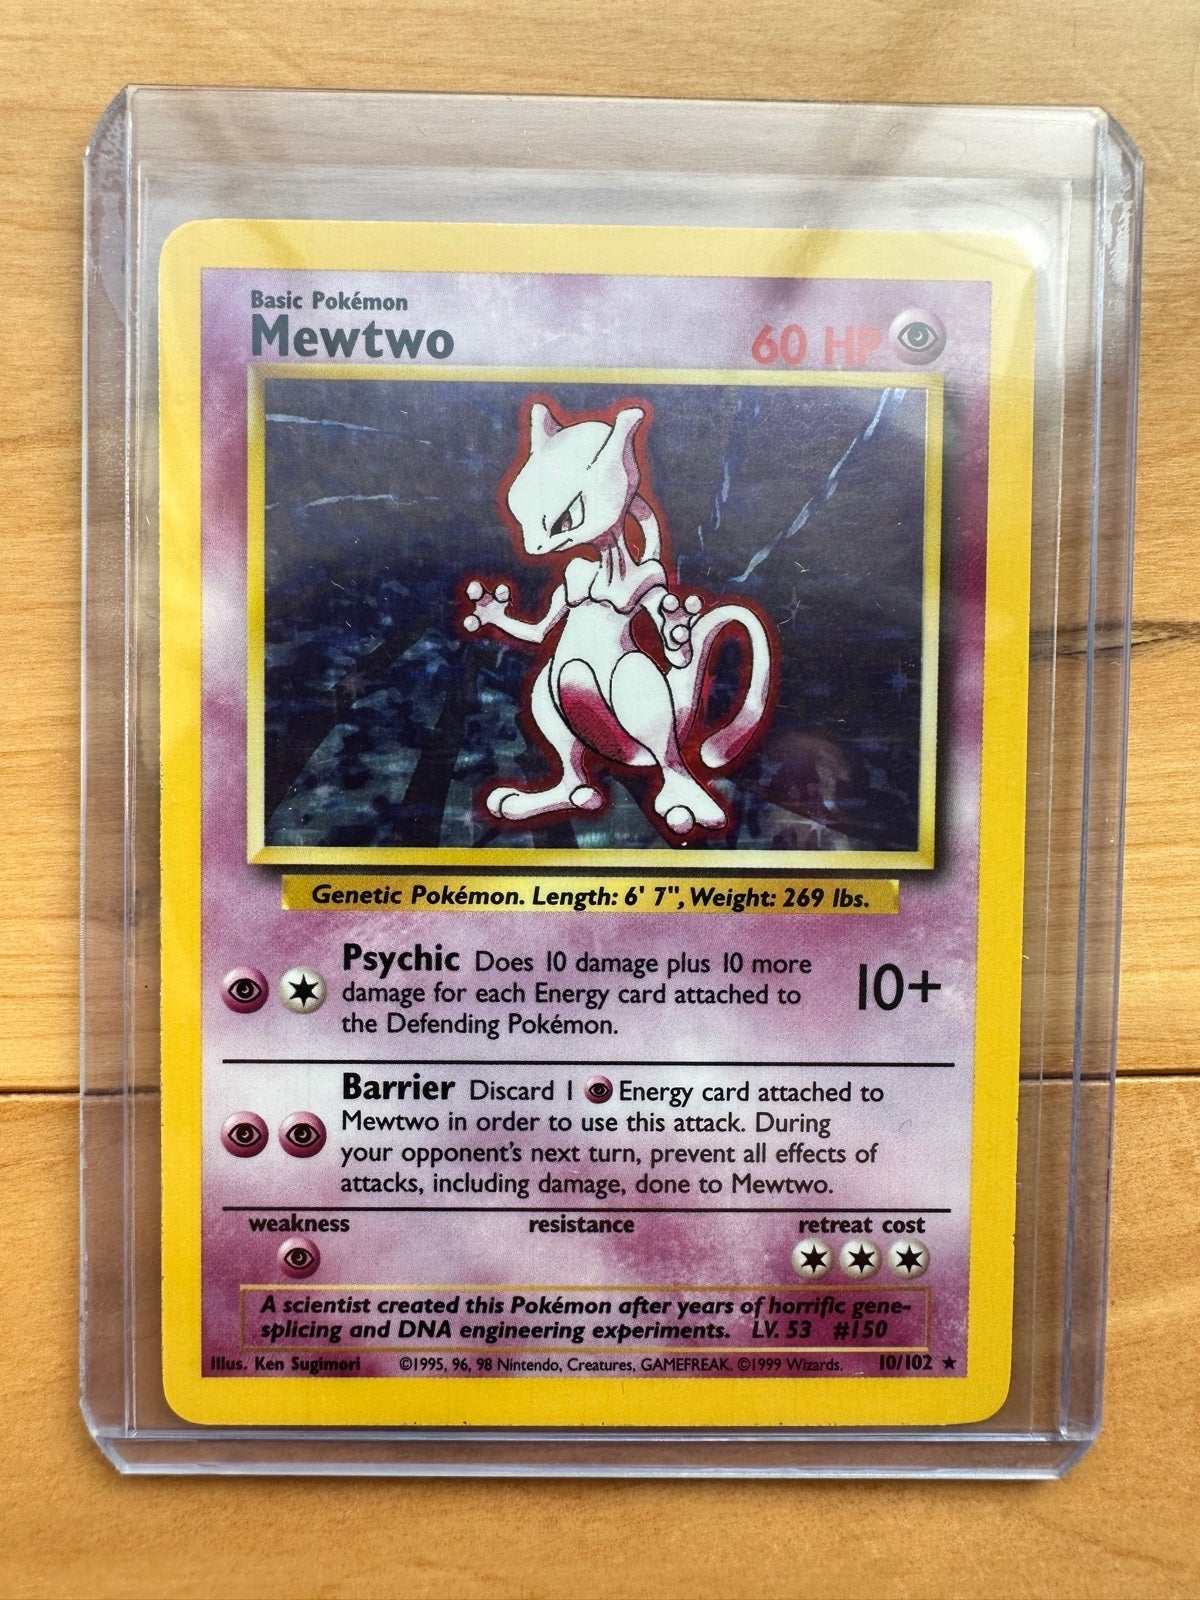 Basic Pokémon
Mewtwo
60 HP
Genetic Pokémon. Length: 6' 7", Weight: 269 lbs.
Psychic Does 10 damage plus 10 more
damage for each Energy card attached to
the Defending Pokémon.
10+
Barrier Discard 1 Energy card attached to
Mewtwo in order to use this attack. During
your opponent's next turn, prevent all effects of
attacks, including damage, done to Mewtwo.
weakness resistance retreat cost
A scientist created this Pokémon after years of horrific gene-
splicing and DNA engineering experiments. LV. 53 #150
Illus. Ken Sugimori ©1995, 96, 98 Nintendo, Creatures, GAMEFREAK. ©1999 Wizards. 10/102 ★